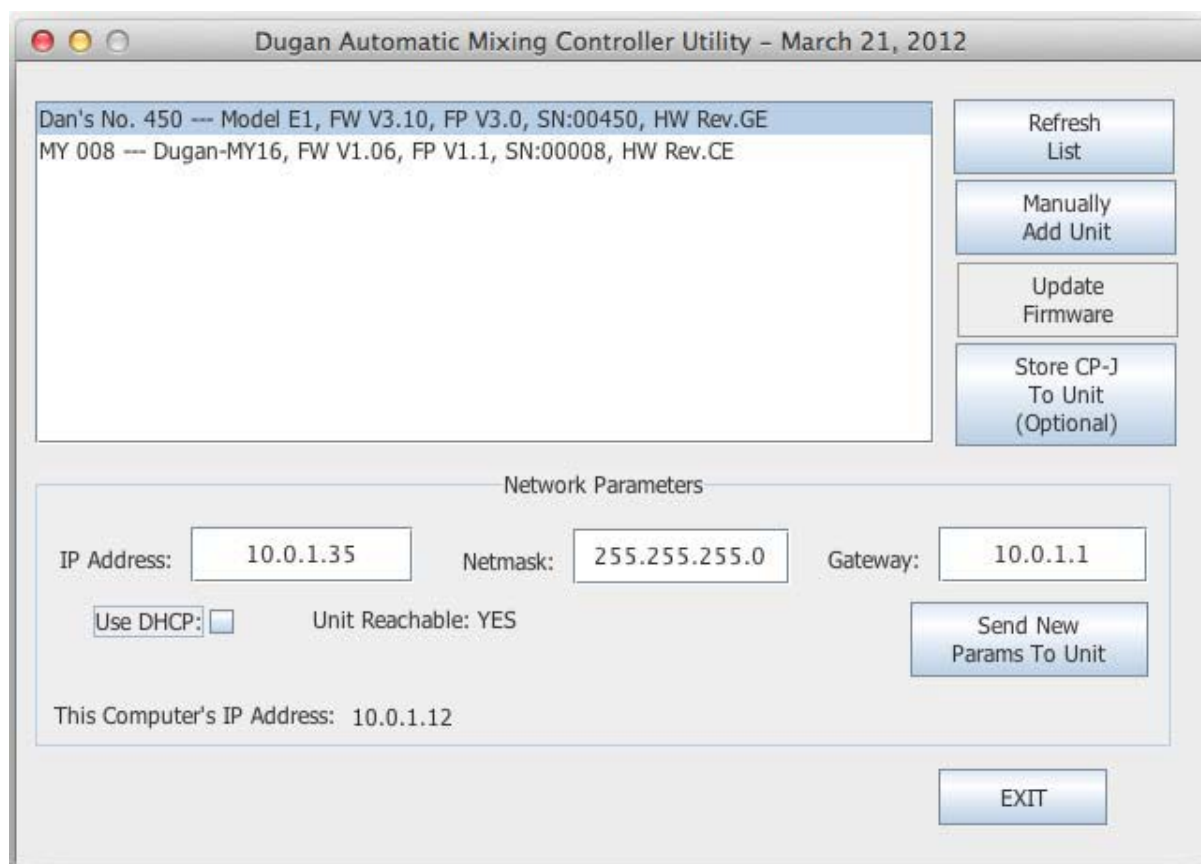 Dugan Automatic Mixing Controller Utility – March 21, 2012
Dan's No. 450 --- Model E1, FW V3.10, FP V3.0, SN:00450, HW Rev.GE
MY 008 --- Dugan-MY16, FW V1.06, FP V1.1, SN:00008, HW Rev.CE
Refresh
List
Manually
Add Unit
Update
Firmware
Store CP-J
To Unit
(Optional)
Network Parameters
IP Address: 10.0.1.35 Netmask: 255.255.255.0 Gateway: 10.0.1.1
Use DHCP: Unit Reachable: YES
Send New
Params To Unit
This Computer's IP Address: 10.0.1.12
EXIT